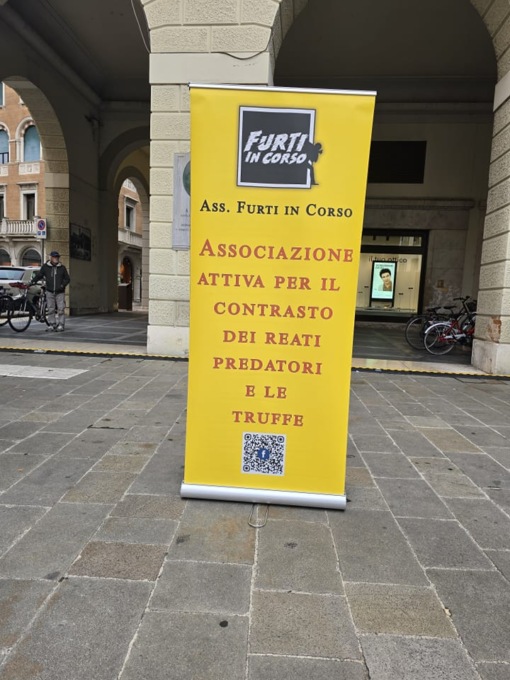 FURTI
IN CORSO
ASS. FURTI IN CORSO
ASSOCIAZIONE
ATTIVA PER IL
CONTRASTO
DEI REATI
PREDATORI
E LE
TRUFFE